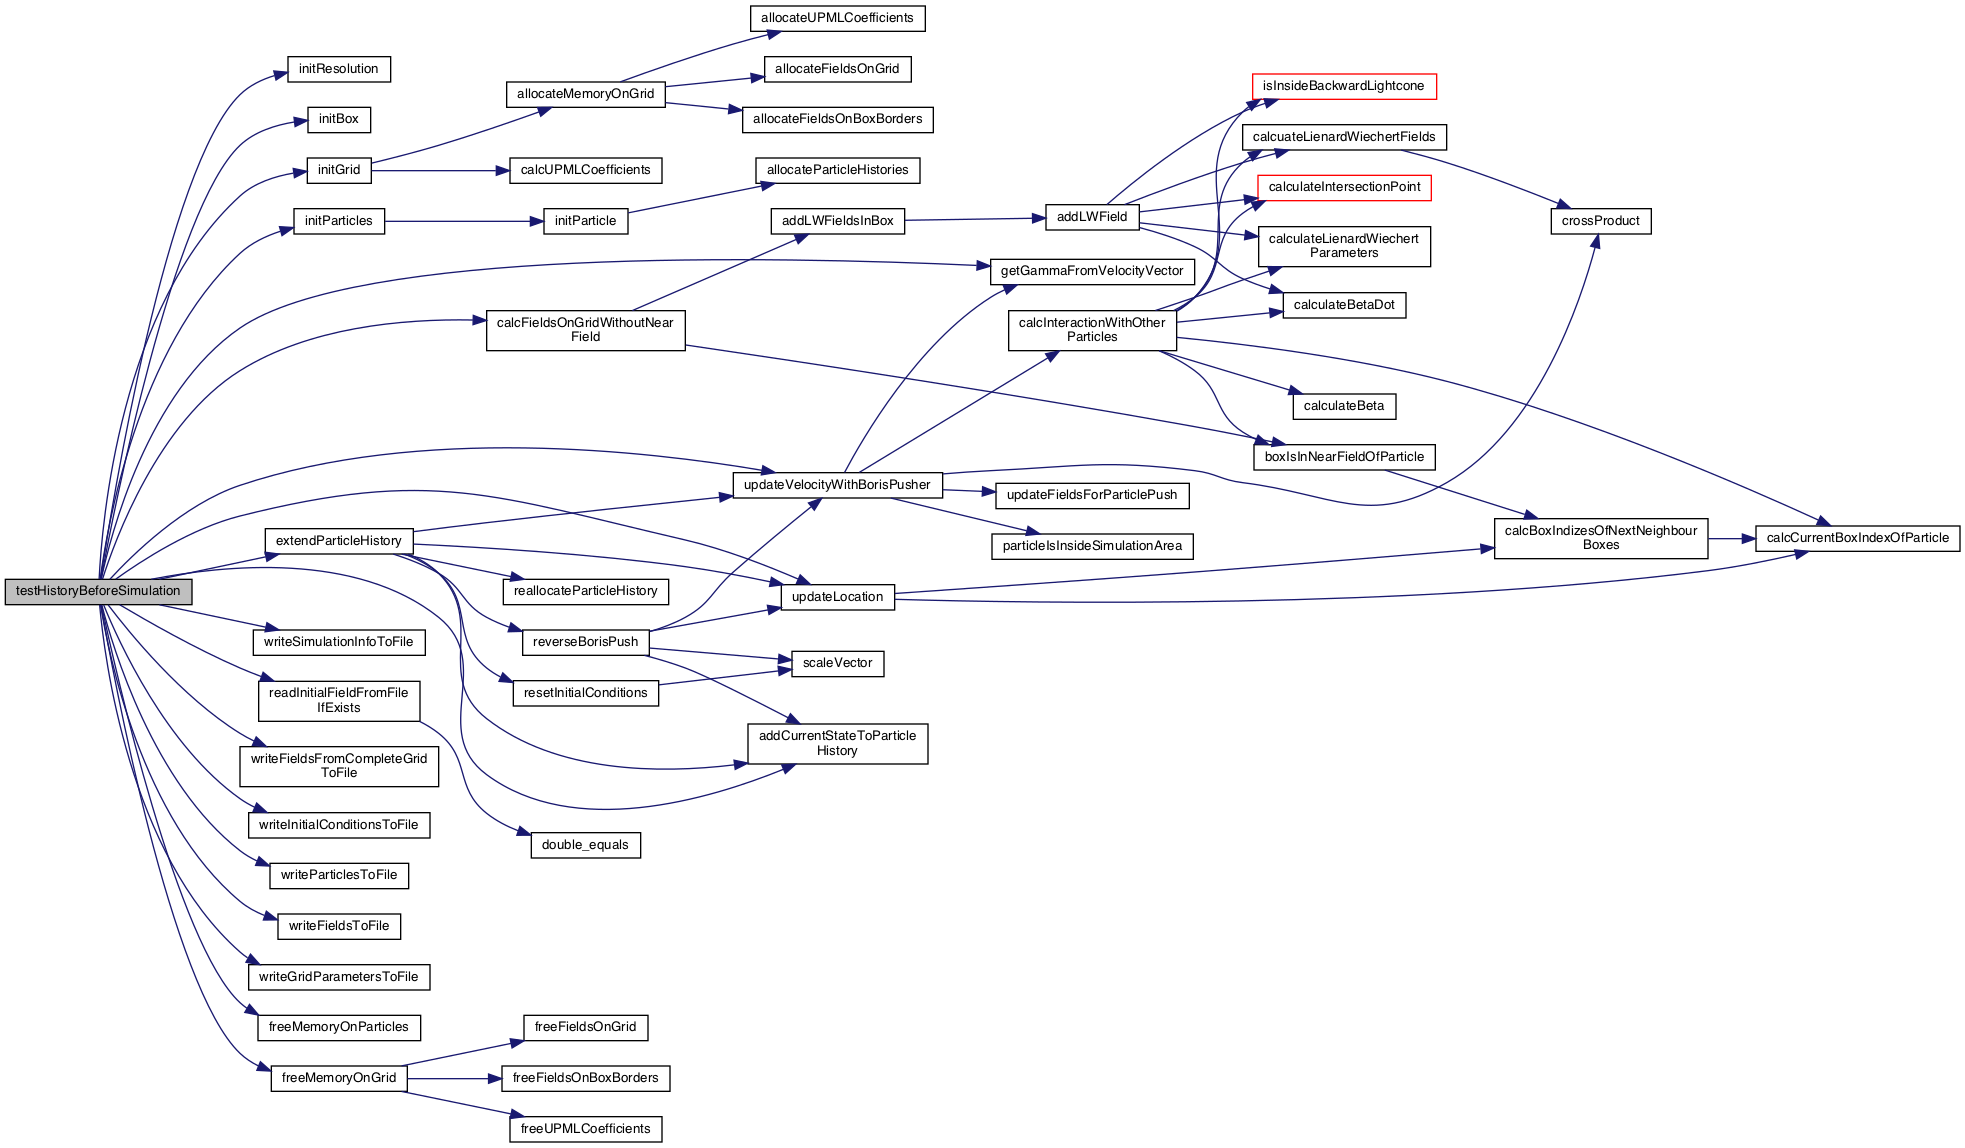 testHistoryBeforeSimulation
initResolution
initBox
initGrid
initParticles
extendParticleHistory
writeSimulationInfoToFile
readInitialFieldFromFile
IfExists
writeFieldsFromCompleteGrid
ToFile
writeInitialConditionsToFile
writeParticlesToFile
writeFieldsToFile
writeGridParametersToFile
freeMemoryOnParticles
freeMemoryOnGrid
allocateMemoryOnGrid
calcUPMLCoefficients
initParticle
calcFieldsOnGridWithoutNear
Field
reallocateParticleHistory
reverseBorisPush
resetInitialConditions
double_equals
freeFieldsOnGrid
freeFieldsOnBoxBorders
freeUPMLCoefficients
allocateUPMLCoefficients
allocateFieldsOnGrid
allocateFieldsOnBoxBorders
allocateParticleHistories
addLWFieldsInBox
updateVelocityWithBorisPusher
updateLocation
scaleVector
addCurrentStateToParticle
History
addLWField
getGammaFromVelocityVector
calcInteractionWithOther
Particles
updateFieldsForParticlePush
particleIsInsideSimulationArea
isInsideBackwardLightcone
calcuateLienardWiechertFields
calculateIntersectionPoint
calculateLienardWiechert
Parameters
calculateBetaDot
calculateBeta
boxIsInNearFieldOfParticle
crossProduct
calcBoxIndizesOfNextNeighbour
Boxes
calcCurrentBoxIndexOfParticle